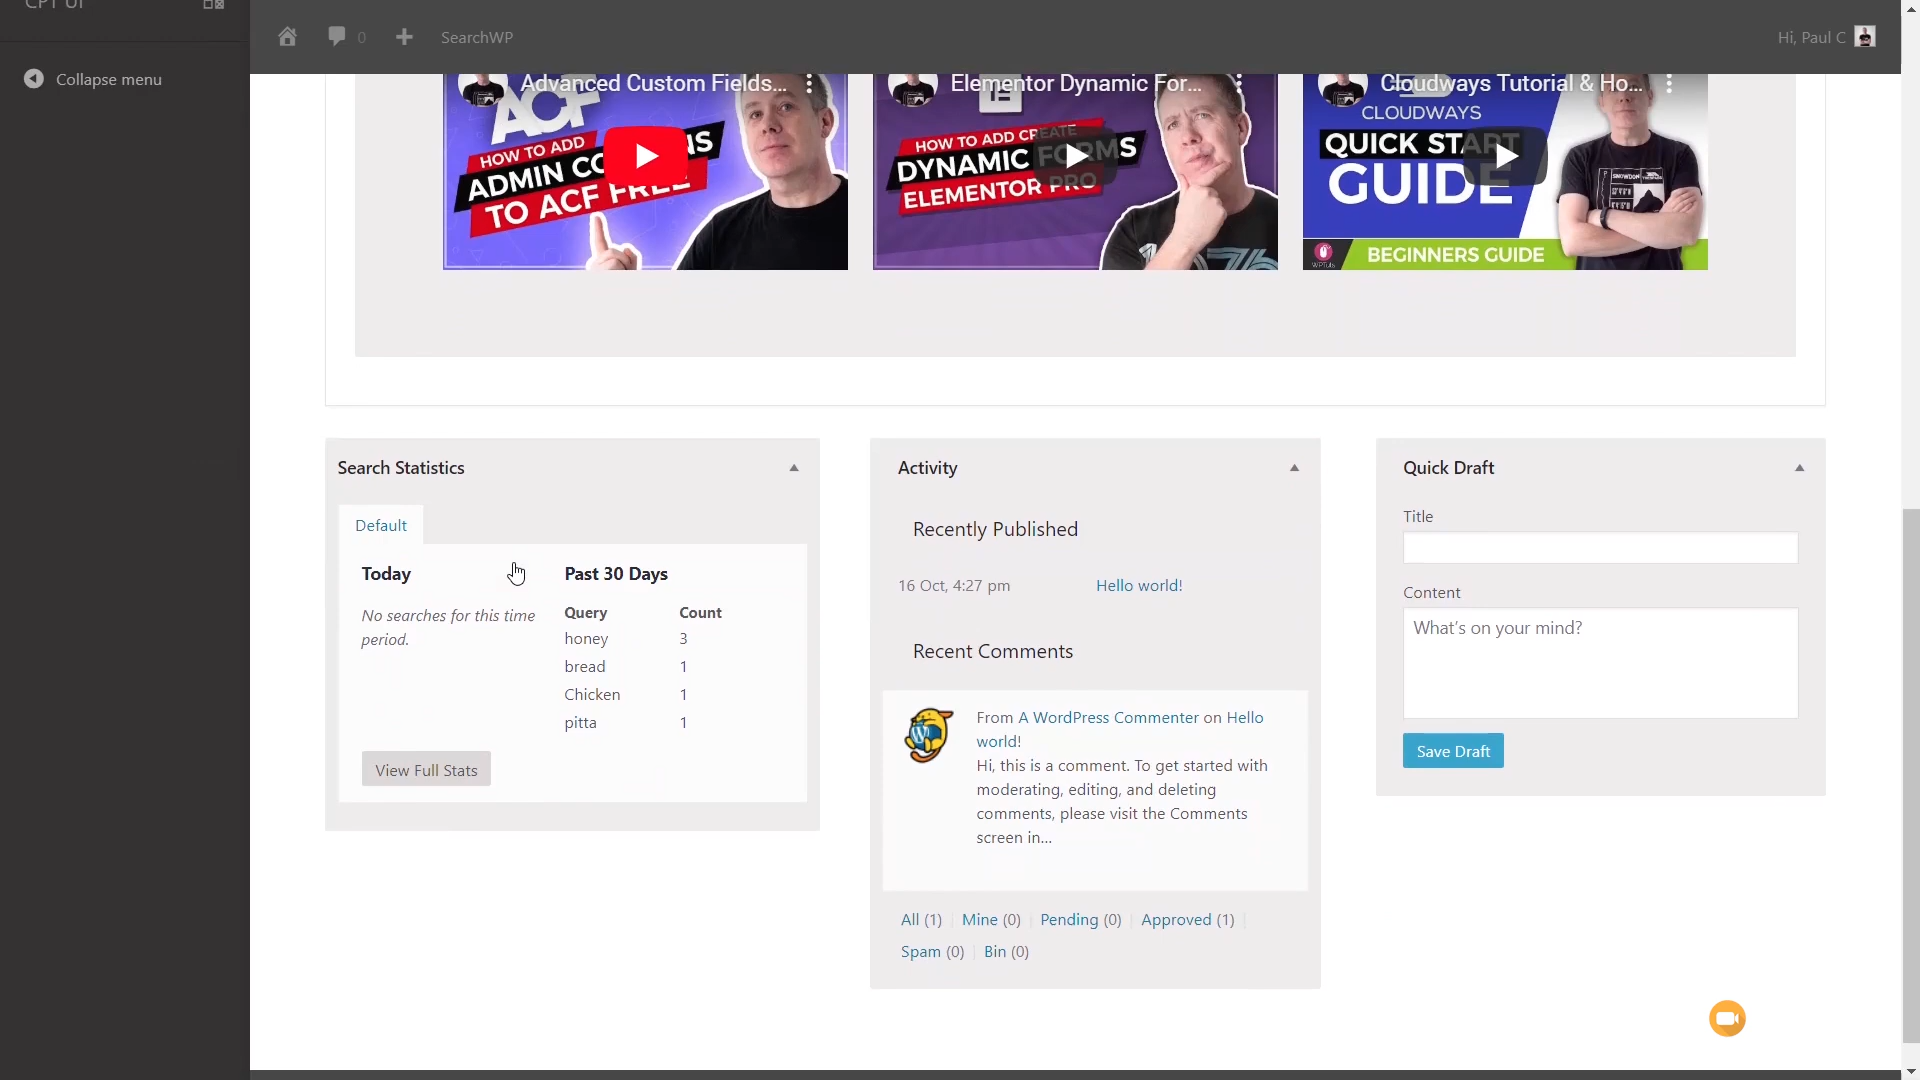 CPT UI
Collapse menu
0
SearchWP
Hi, Paul C
Advanced Custom Fields...
ACF
HOW TO ADD
ADMIN
TO ACF FREE
Elementor Dynamic For...
HOW TO ADD CREATE
DYNAMIC FORMS
ELEMENTOR PRO
Cloudways Tutorial & Ho...
CLOUDWAYS
QUICK START
GUIDE
BEGINNERS GUIDE
WPTuts
SNOWDON
Search Statistics
Default
Today
No searches for this time
period.
Past 30 Days
Query Count
honey 3
bread 1
Chicken 1
pitta 1
View Full Stats
Activity
Recently Published
16 Oct, 4:27 pm Hello world!
Recent Comments
From A WordPress Commenter on Hello
world!
Hi, this is a comment. To get started with
moderating, editing, and deleting
comments, please visit the Comments
screen in...
All (1) | Mine (0) | Pending (0) | Approved (1) |
Spam (0) | Bin (0)
Quick Draft
Title
Content
What's on your mind?
Save Draft